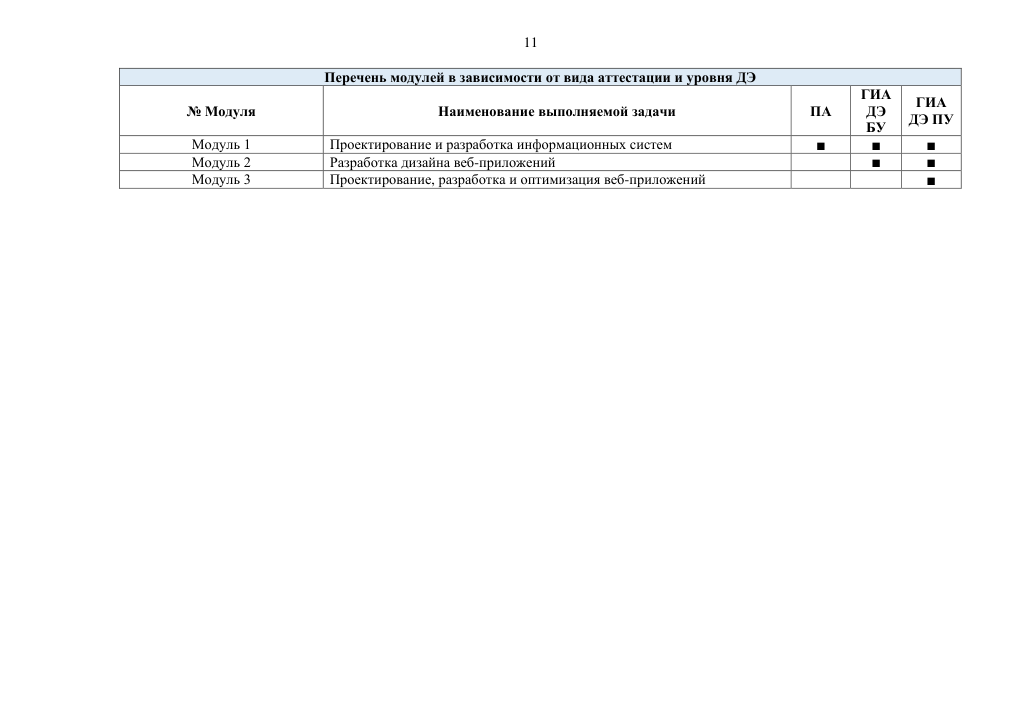 11
Перечень модулей в зависимости от вида аттестации и уровня ДЭ
№ Модуля Наименование выполняемой задачи ПА ГИА ДЭ БУ ГИА ДЭ ПУ
Модуль 1 Проектирование и разработка информационных систем ■ ■ ■
Модуль 2 Разработка дизайна веб-приложений ■ ■
Модуль 3 Проектирование, разработка и оптимизация веб-приложений ■